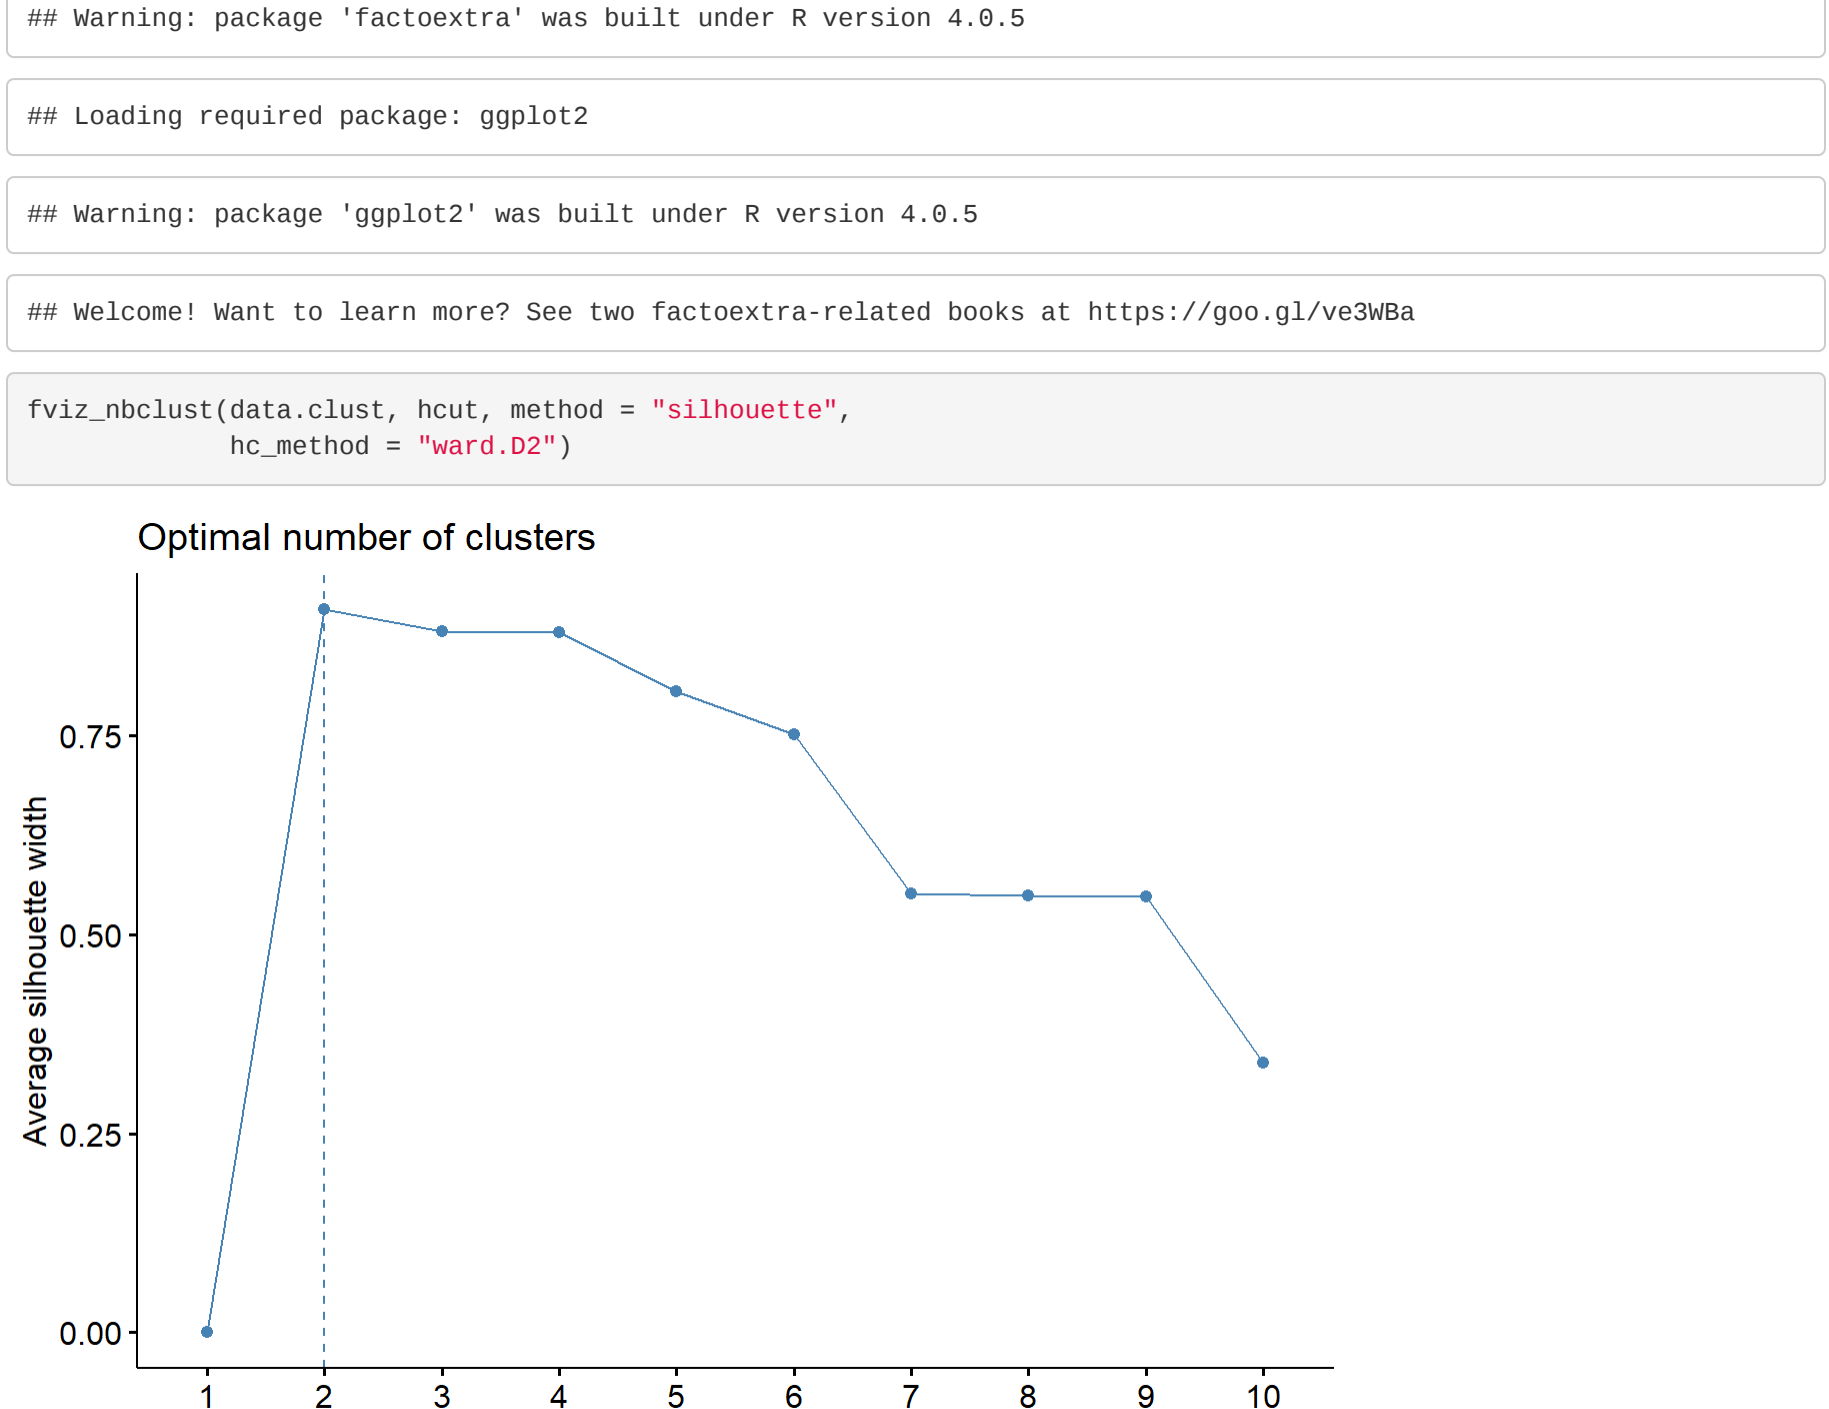 ## Warning: package 'factoextra' was built under R version 4.0.5
## Loading required package: ggplot2
## Warning: package 'ggplot2' was built under R version 4.0.5
## Welcome! Want to learn more? See two factoextra-related books at https://goo.gl/ve3WBa
fviz_nbclust(data.clust, hcut, method = "silhouette",
             hc_method = "ward.D2")
Optimal number of clusters
Average silhouette width
0.75
0.50
0.25
0.00
1 2 3 4 5 6 7 8 9 10